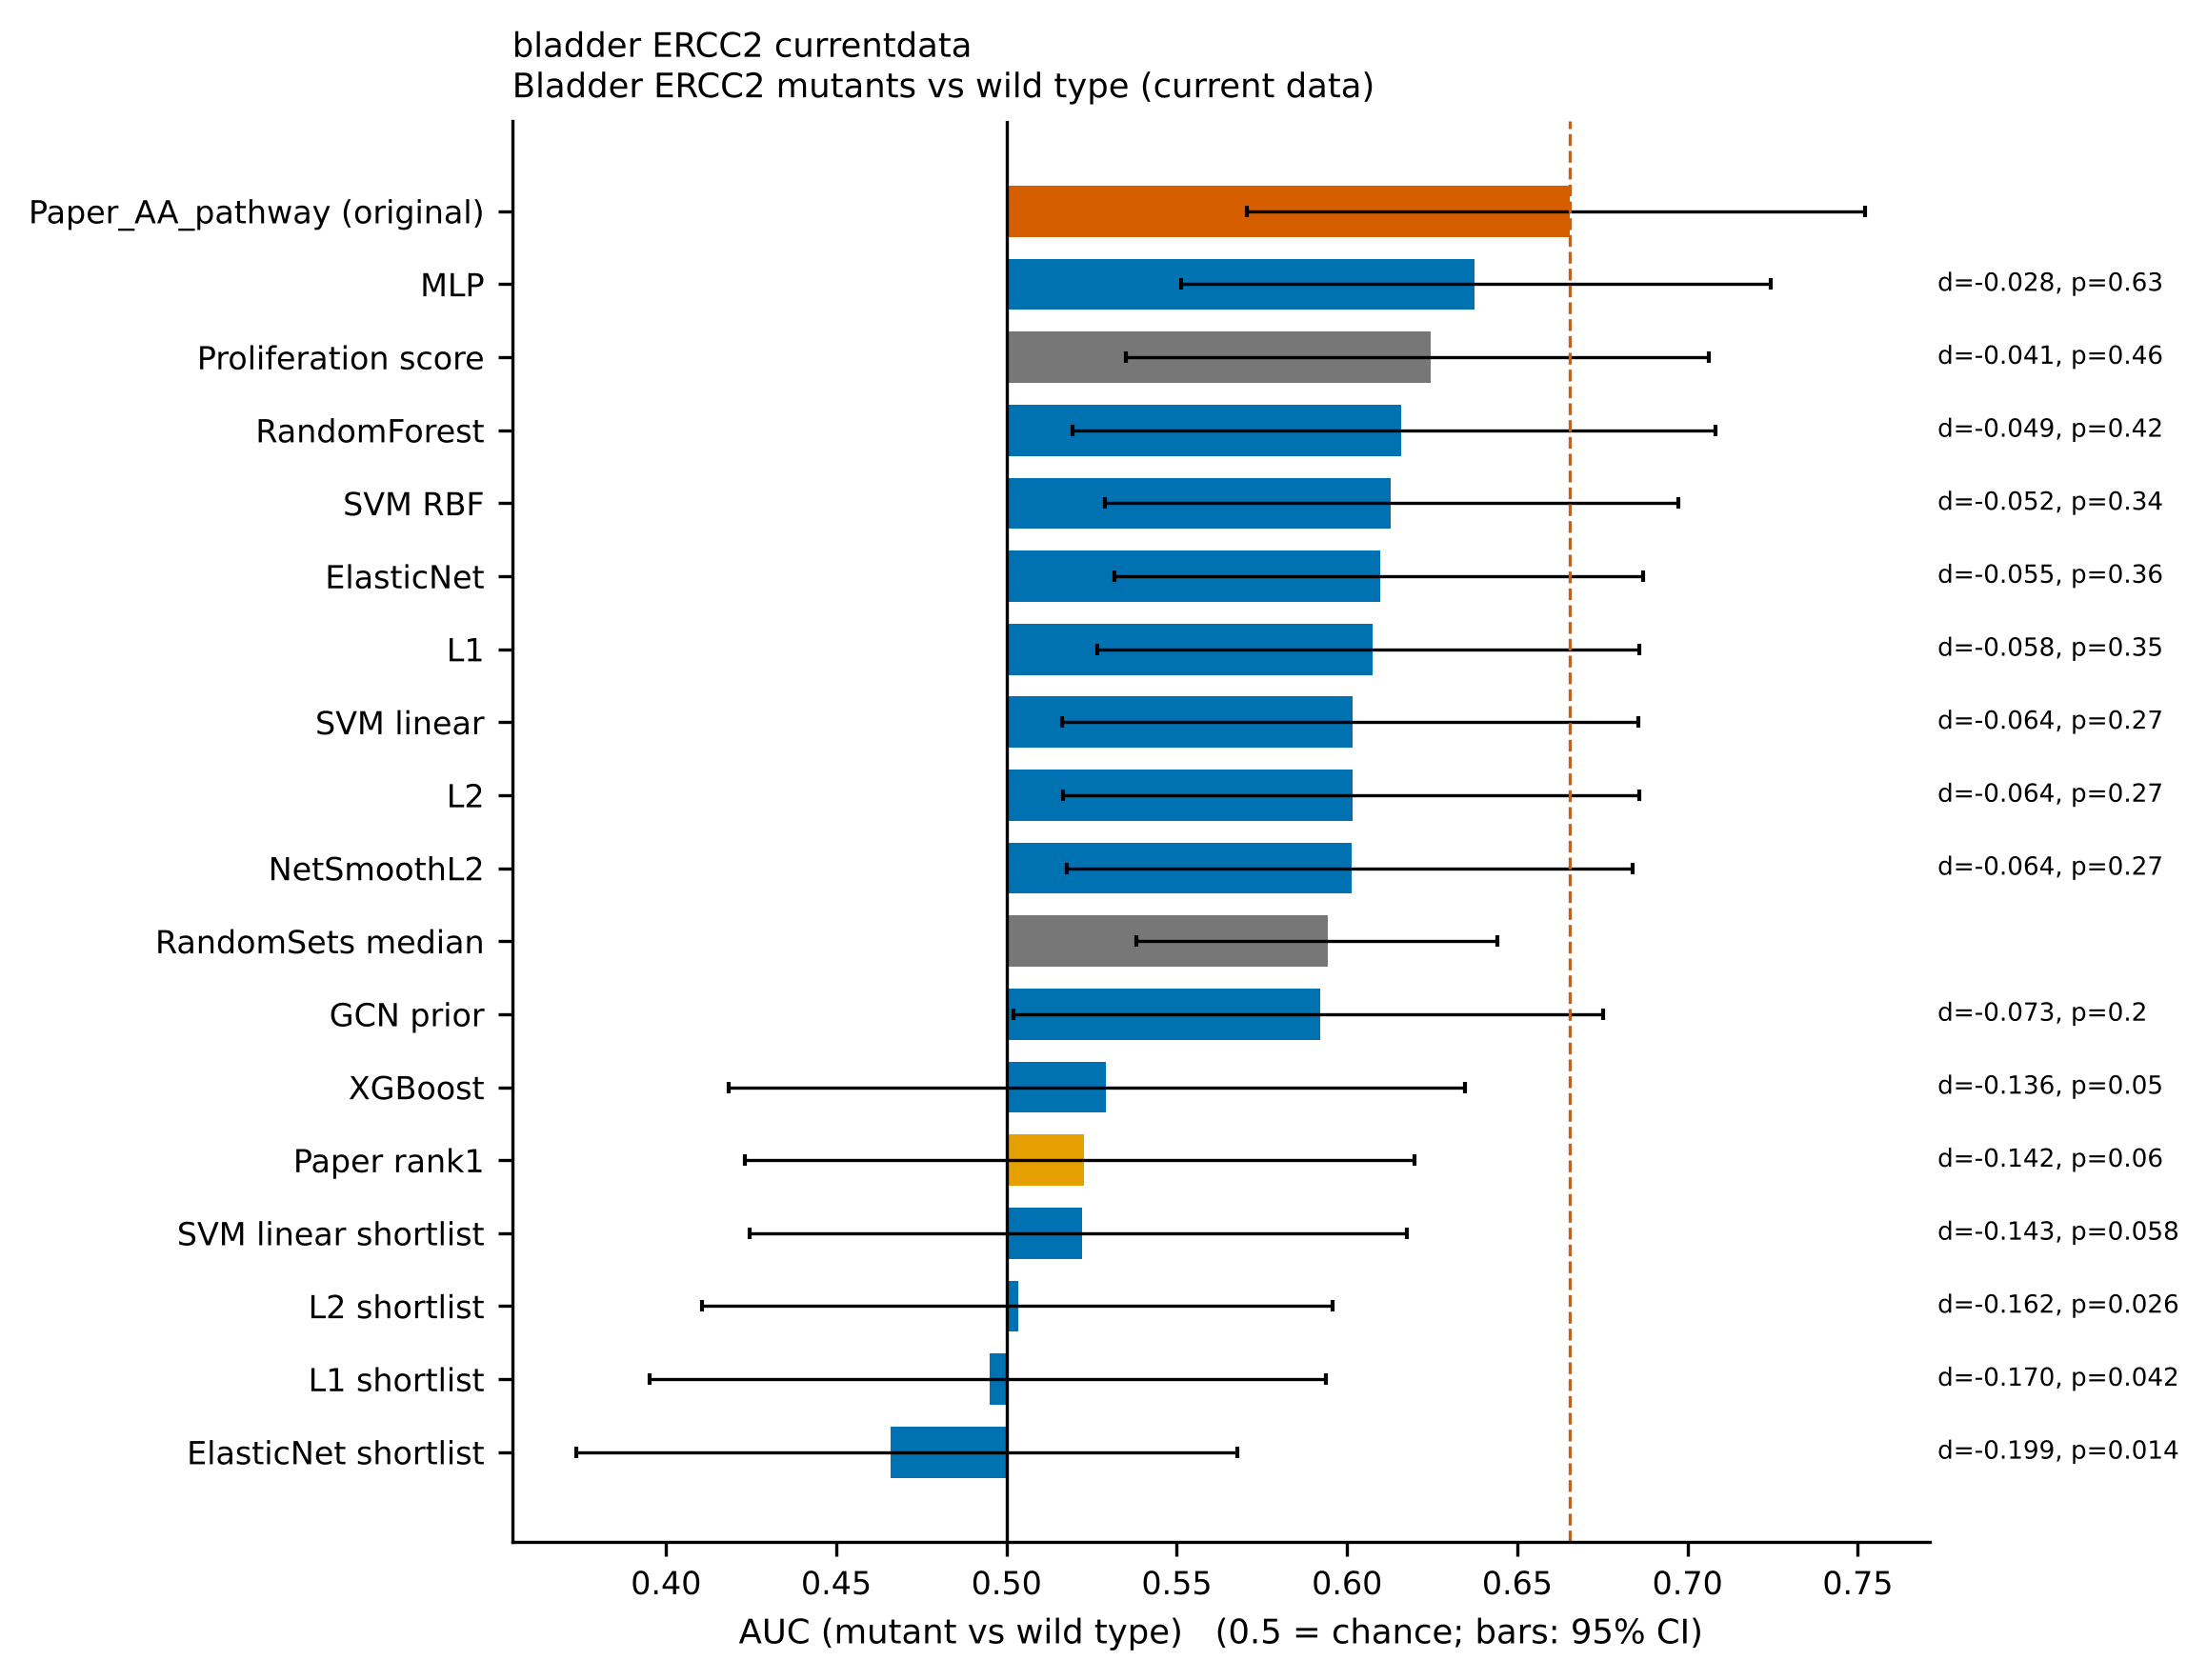 bladder ERCC2 currentdata
Bladder ERCC2 mutants vs wild type (current data)
Paper_AA_pathway (original)
MLP d=-0.028, p=0.63
Proliferation score d=-0.041, p=0.46
RandomForest d=-0.049, p=0.42
SVM RBF d=-0.052, p=0.34
ElasticNet d=-0.055, p=0.36
L1 d=-0.058, p=0.35
SVM linear d=-0.064, p=0.27
L2 d=-0.064, p=0.27
NetSmoothL2 d=-0.064, p=0.27
RandomSets median
GCN prior d=-0.073, p=0.2
XGBoost d=-0.136, p=0.05
Paper rank1 d=-0.142, p=0.06
SVM linear shortlist d=-0.143, p=0.058
L2 shortlist d=-0.162, p=0.026
L1 shortlist d=-0.170, p=0.042
ElasticNet shortlist d=-0.199, p=0.014
0.40 0.45 0.50 0.55 0.60 0.65 0.70 0.75
AUC (mutant vs wild type) (0.5 = chance; bars: 95% CI)